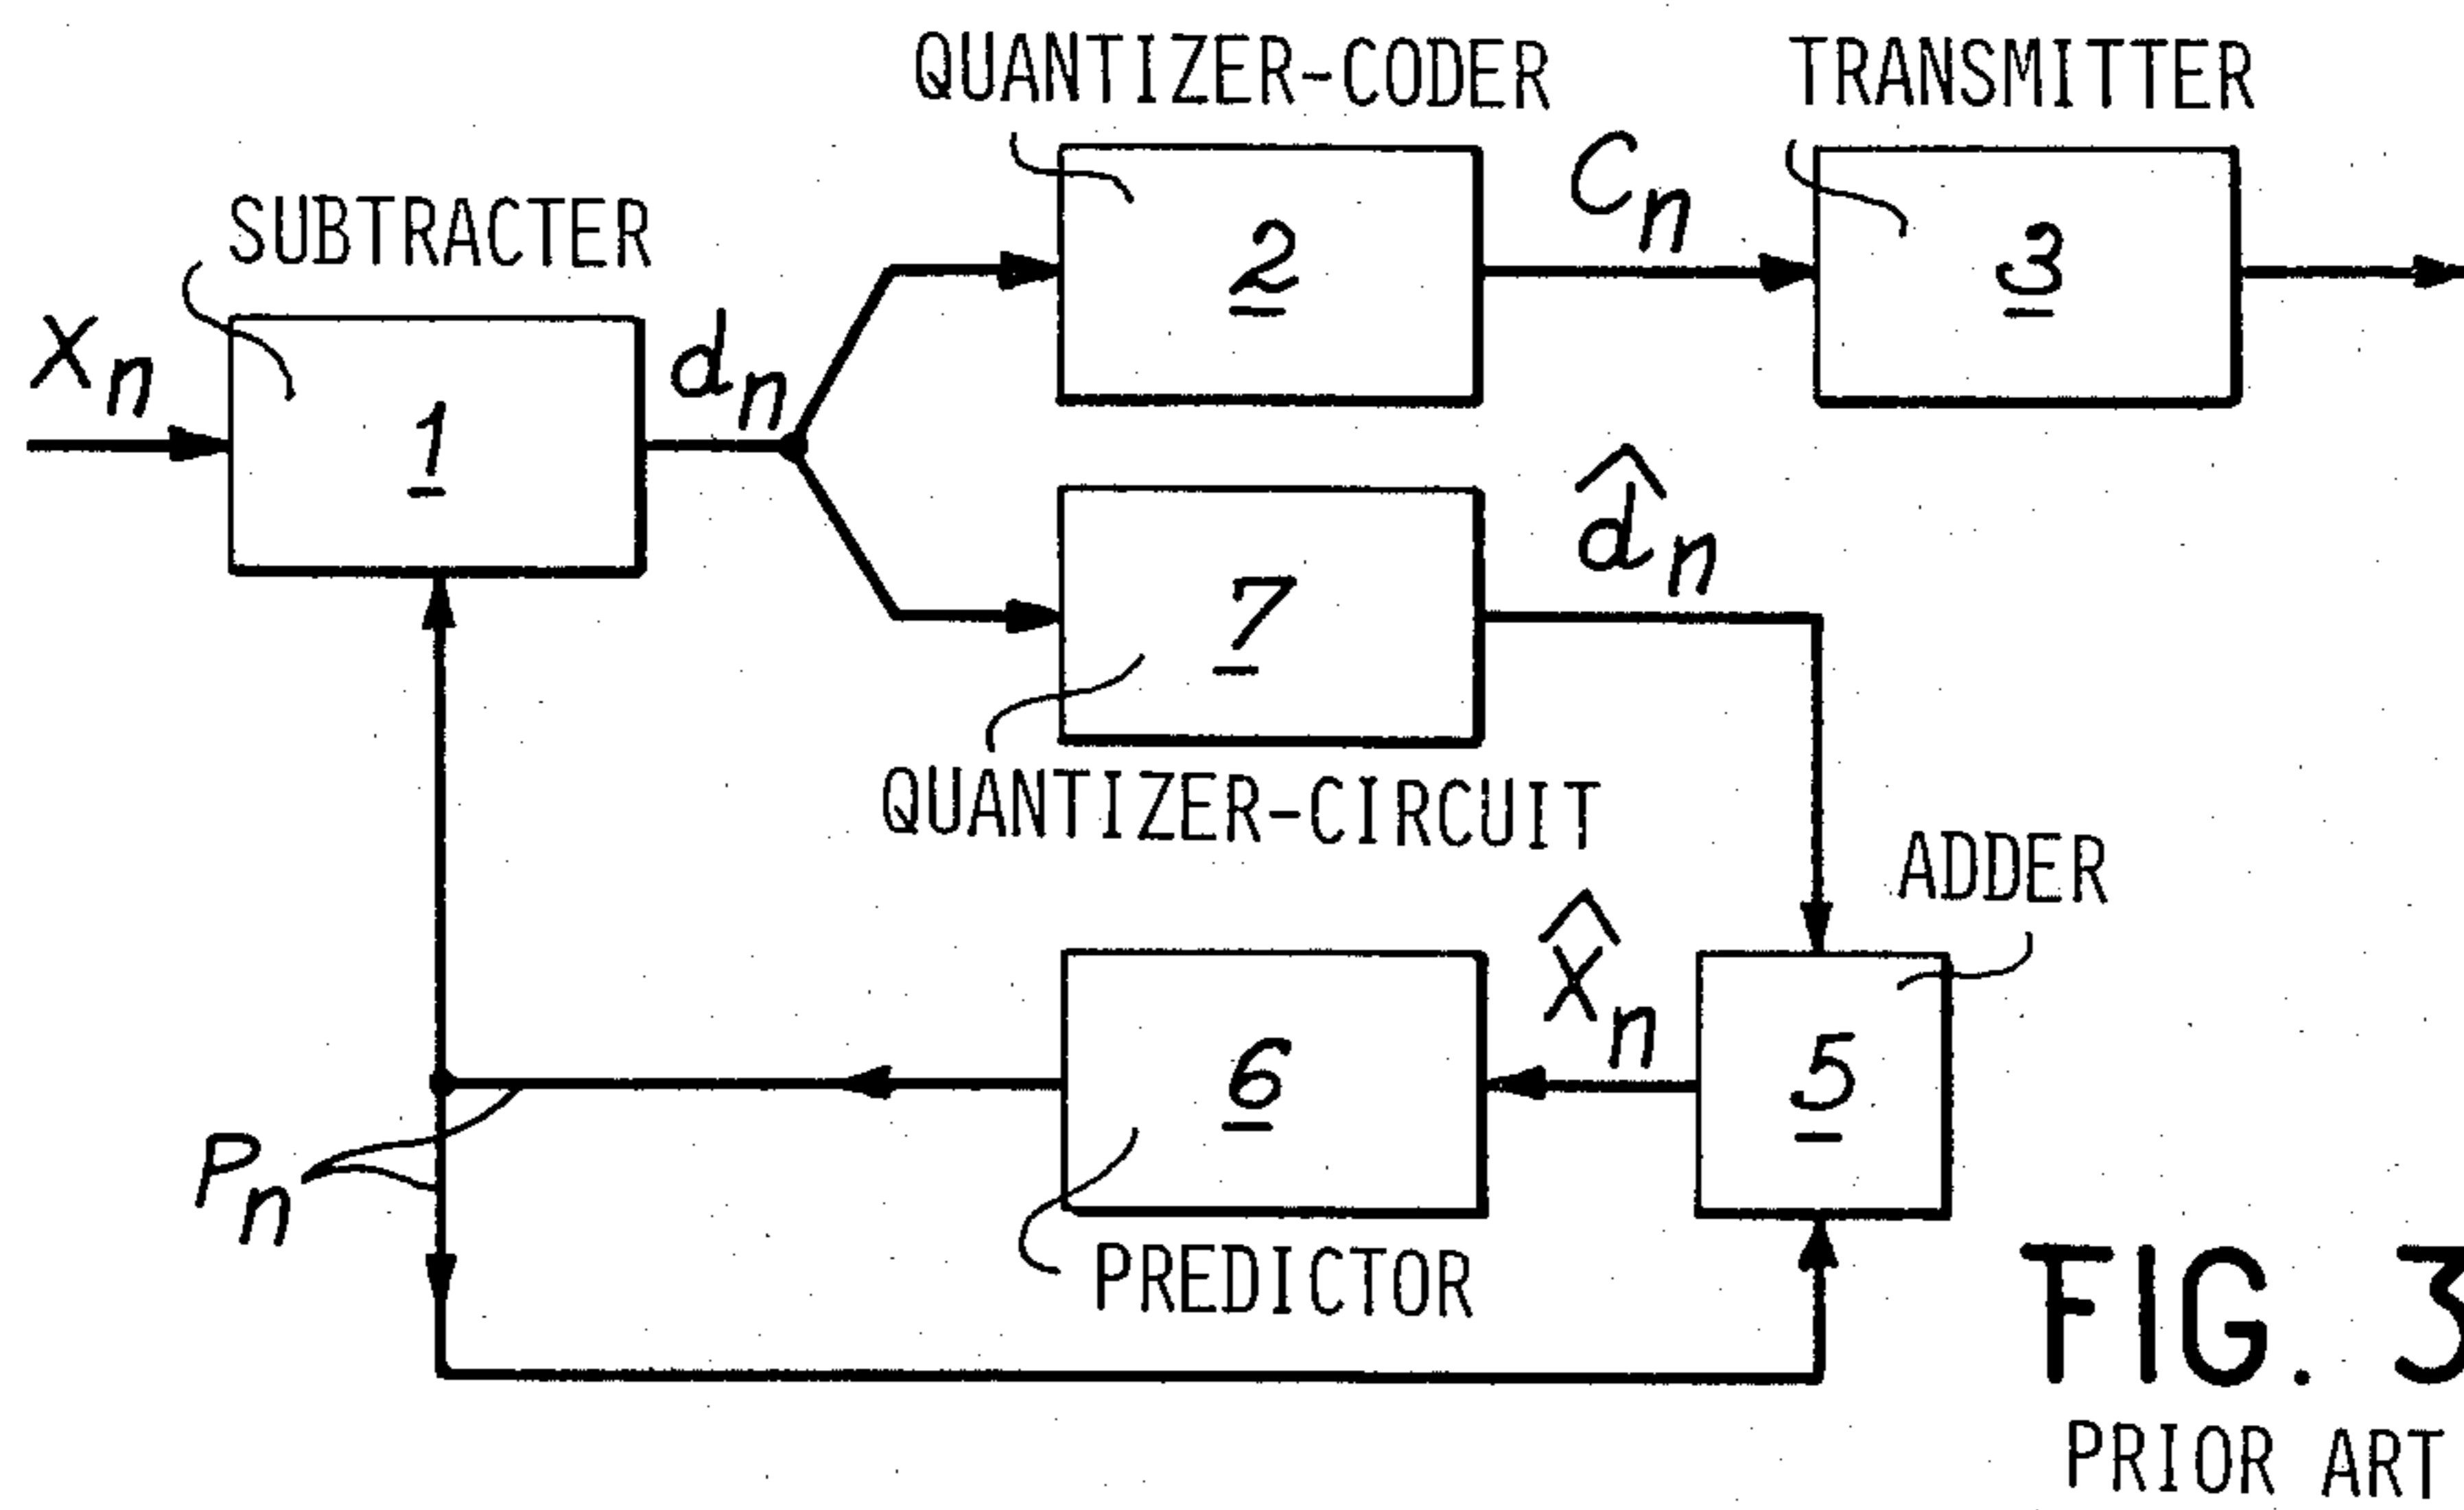 QUANTIZER-CODER
TRANSMITTER
SUBTRACTER
Cn
Xn
dn
1
2
3
d̂n
7
QUANTIZER-CIRCUIT
ADDER
X̂n
6
5
Pn
PREDICTOR
FIG. 3
PRIOR ART